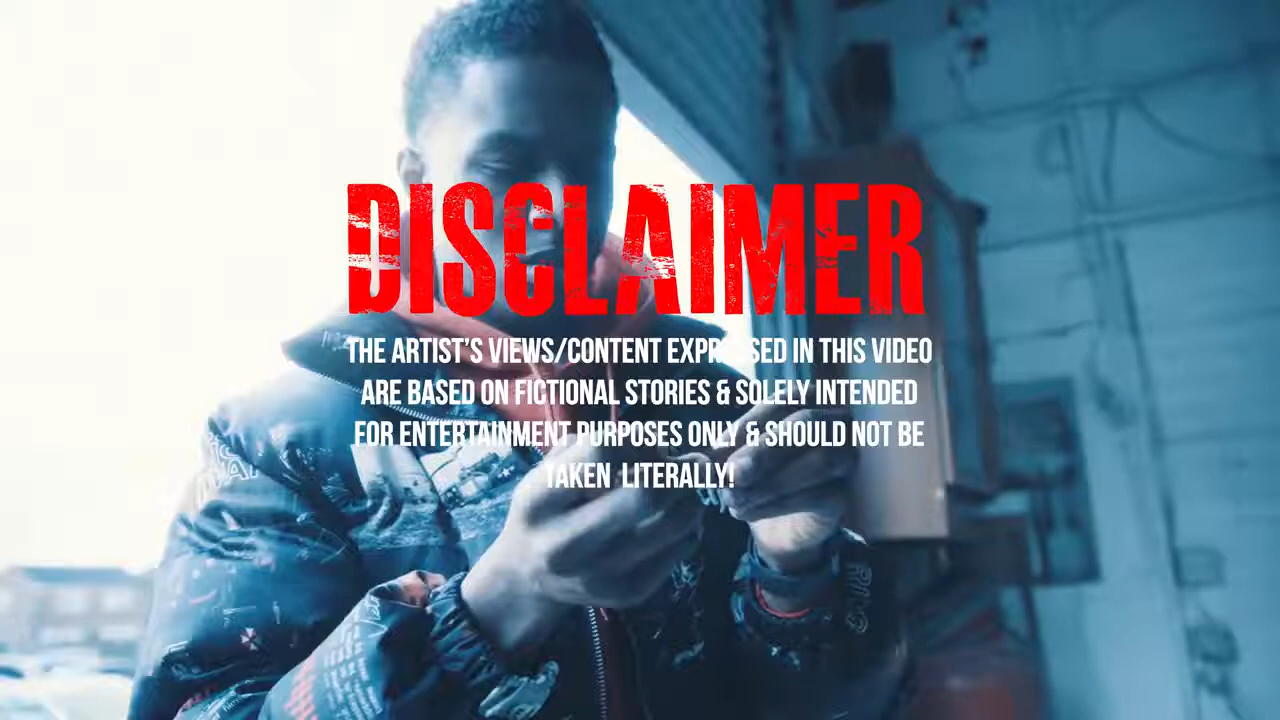 DISCLAIMER
THE ARTIST'S VIEWS/CONTENT EXPRESSED IN THIS VIDEO
ARE BASED ON FICTIONAL STORIES & SOLELY INTENDED
FOR ENTERTAINMENT PURPOSES ONLY & SHOULD NOT BE
TAKEN LITERALLY!